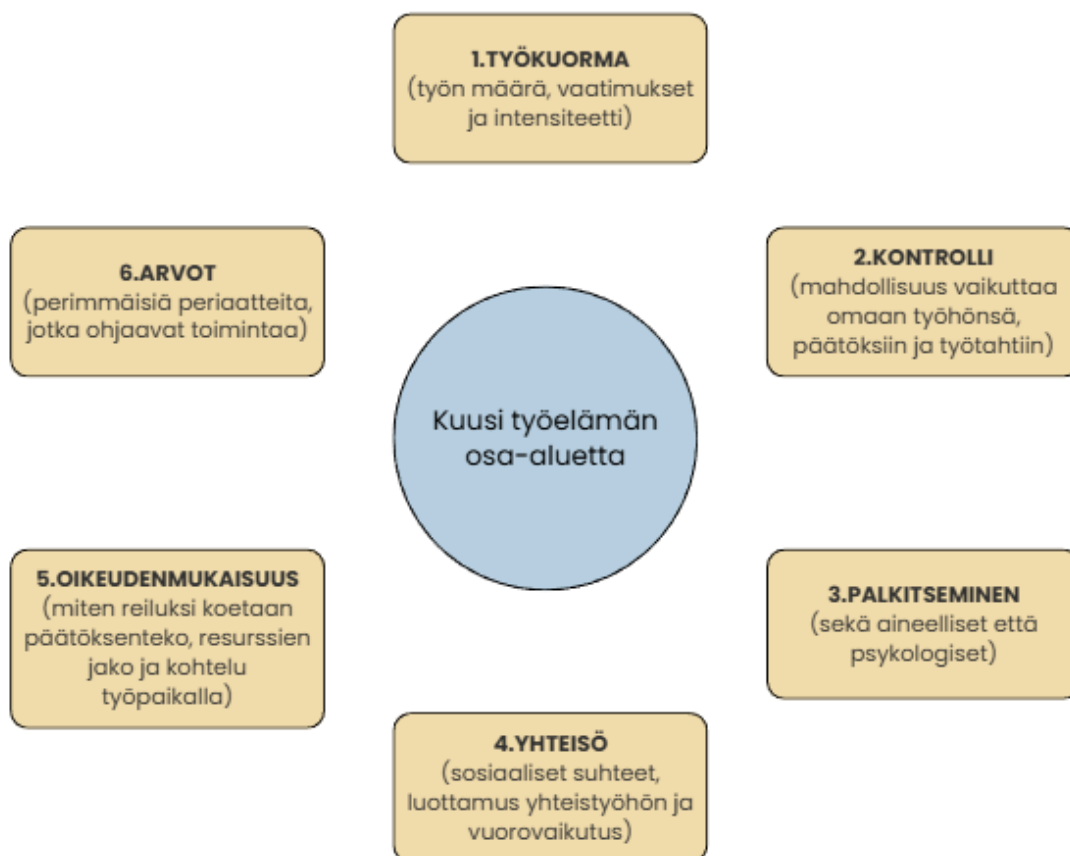 1.TYÖKUORMA
(työn määrä, vaatimukset
ja intensiteetti)
6.ARVOT
(perimmäisiä periaatteita,
jotka ohjaavat toimintaa)
2.KONTROLLI
(mahdollisuus vaikuttaa
omaan työhönsä,
päätöksiin ja työtahtiin)
Kuusi työelämän
osa-aluetta
5.OIKEUDENMUKAISUUS
(miten reiluksi koetaan
päätöksenteko, resurssien
jako ja kohtelu
työpaikalla)
3.PALKITSEMINEN
(sekä aineelliset että
psykologiset)
4.YHTEISÖ
(sosiaaliset suhteet,
luottamus yhteistyöhön ja
vuorovaikutus)